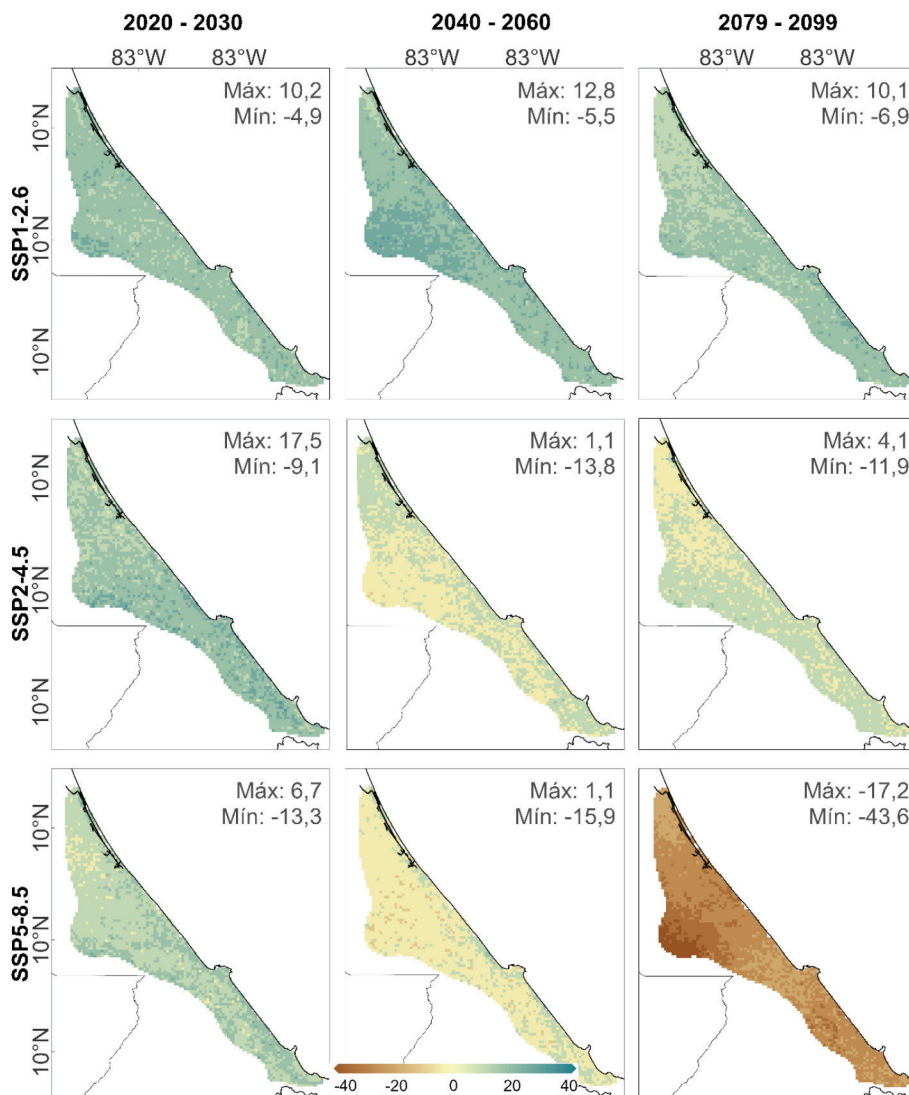 2020 - 2030 2040 - 2060 2079 - 2099
83°W 83°W 83°W 83°W 83°W 83°W
SSP1-2.6
10°N
10°N
10°N
Máx: 10,2
Mín: -4,9
Máx: 12,8
Mín: -5,5
Máx: 10,1
Mín: -6,9
SSP2-4.5
10°N
10°N
10°N
Máx: 17,5
Mín: -9,1
Máx: 1,1
Mín: -13,8
Máx: 4,1
Mín: -11,9
SSP5-8.5
10°N
10°N
10°N
Máx: 6,7
Mín: -13,3
Máx: 1,1
Mín: -15,9
Máx: -17,2
Mín: -43,6
-40 -20 0 20 40